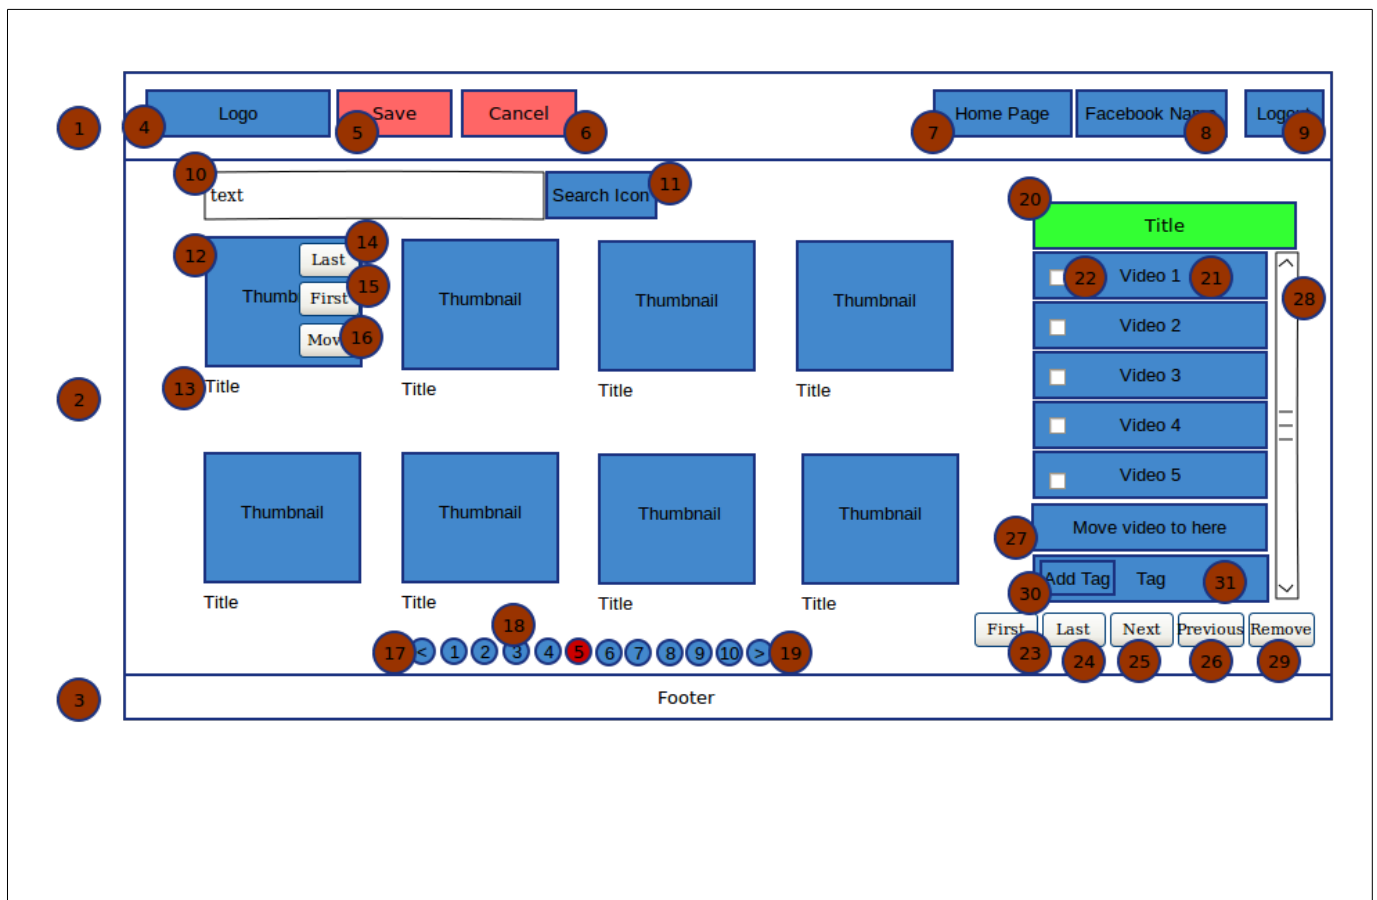 1
4
Logo
5
Save
Cancel
6
7
Home Page
Facebook Name
8
Logout
9
10
text
Search Icon
11
12
Thumb
Last
14
First
15
Mov
16
13
Title
Thumbnail
Title
Thumbnail
Title
Thumbnail
Title
2
Thumbnail
Title
Thumbnail
Title
Thumbnail
Title
Thumbnail
Title
17
<
1
2
3
18
4
5
6
7
8
9
10
>
19
20
Title
22
Video 1
21
28
Video 2
Video 3
Video 4
Video 5
27
Move video to here
30
Add Tag
Tag
31
First
Last
Next
Previous
Remove
23
24
25
26
29
3
Footer